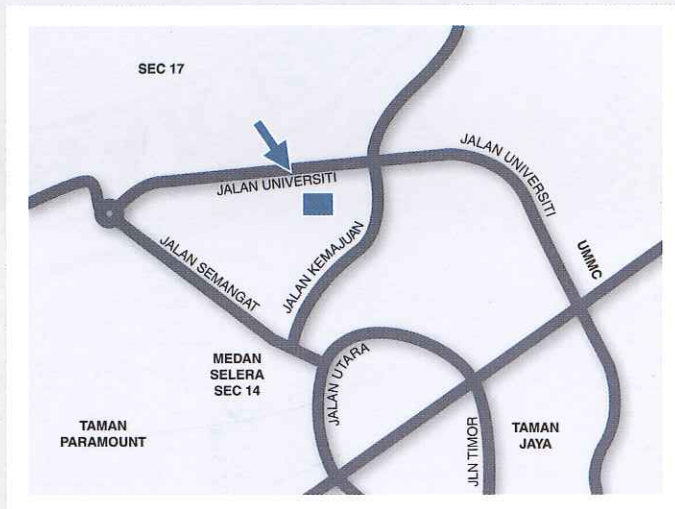 SEC 17
JALAN UNIVERSITI
JALAN UNIVERSITI
JALAN KEMAJUAN
JALAN SEMANGAT
UMMC
MEDAN
SELERA
SEC 14
JALAN UTARA
TAMAN
PARAMOUNT
JLN TIMOR
TAMAN
JAYA